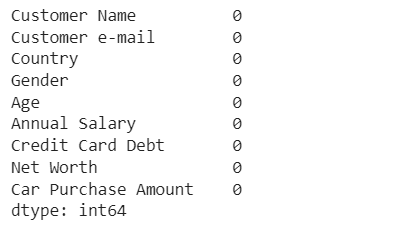 Customer Name          0
Customer e-mail        0
Country                0
Gender                 0
Age                    0
Annual Salary          0
Credit Card Debt       0
Net Worth              0
Car Purchase Amount    0
dtype: int64